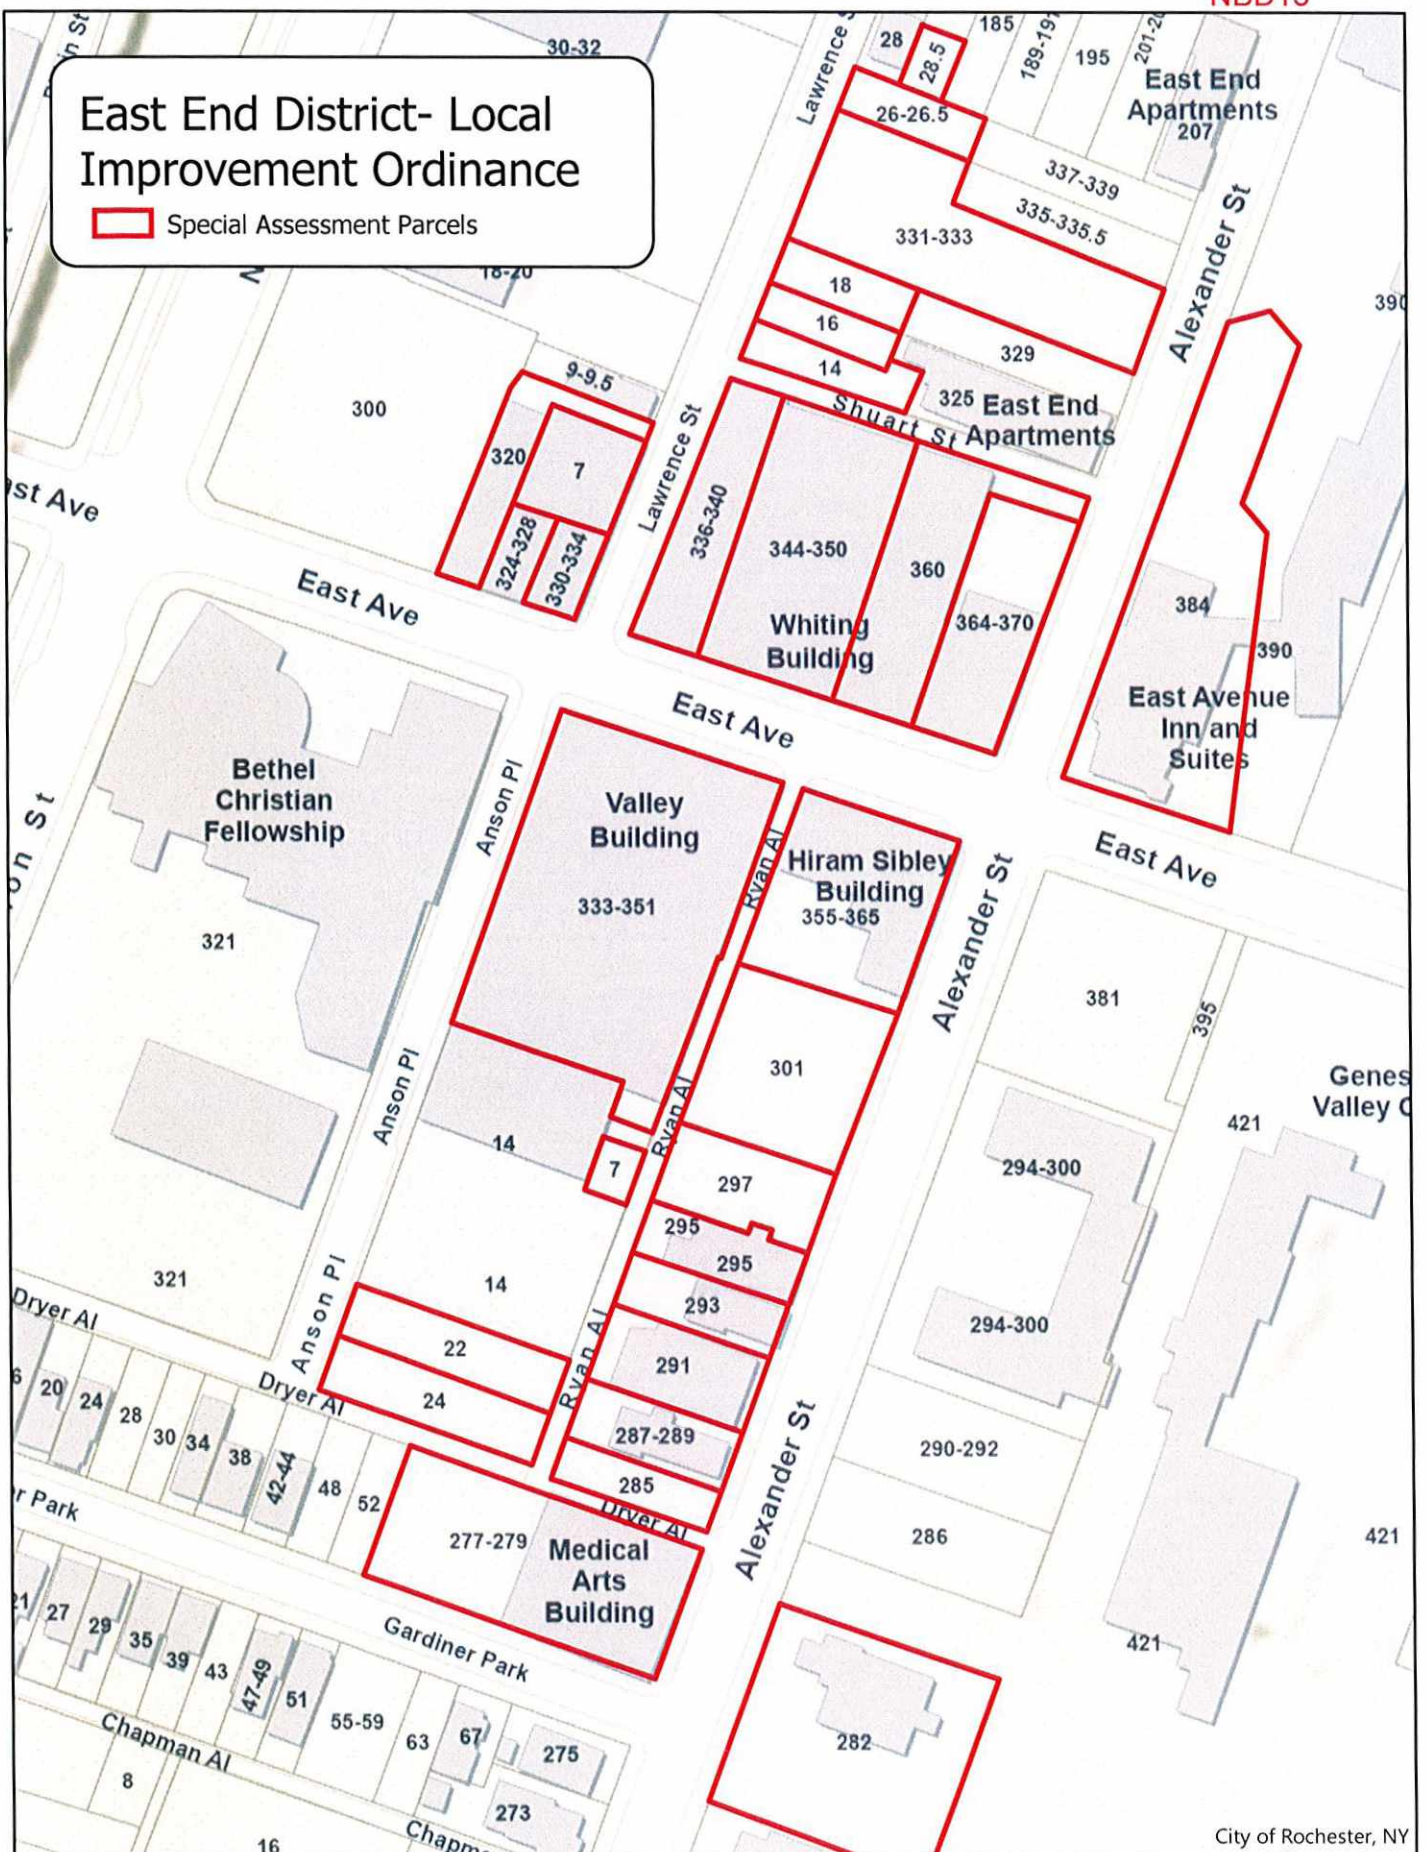 NBD15
East End District- Local
Improvement Ordinance
Special Assessment Parcels
30-32
Lawrence S
28
28.5
185
189-191
195
201-20
East End
Apartments
207
26-26.5
337-339
335-335.5
331-333
Alexander St
18-20
18
16
14
329
390
300
9-9.5
325 East End
Apartments
Shuart St
320
7
Lawrence St
336-340
344-350
360
324-328
330-334
384
ast Ave
East Ave
Whiting
Building
364-370
390
East Avenue
Inn and
Suites
East Ave
Bethel
Christian
Fellowship
Anson Pl
Valley
Building
333-351
Ryan Al
Hiram Sibley
Building
355-365
East Ave
on St
321
Alexander St
381
395
301
Genes
Valley C
Anson Pl
Ryan Al
421
14
7
294-300
297
295
295
321
14
293
294-300
Dryer Al
Anson Pl
22
Ryan Al
291
6
20
24
28
30
34
38
42-44
48
52
Dryer Al
24
287-289
Alexander St
290-292
285
Dryer Al
r Park
277-279
Medical
Arts
Building
286
421
21
27
29
35
39
43
47-49
51
55-59
63
67
275
Gardiner Park
421
Chapman Al
282
8
273
16
Chapm
City of Rochester, NY